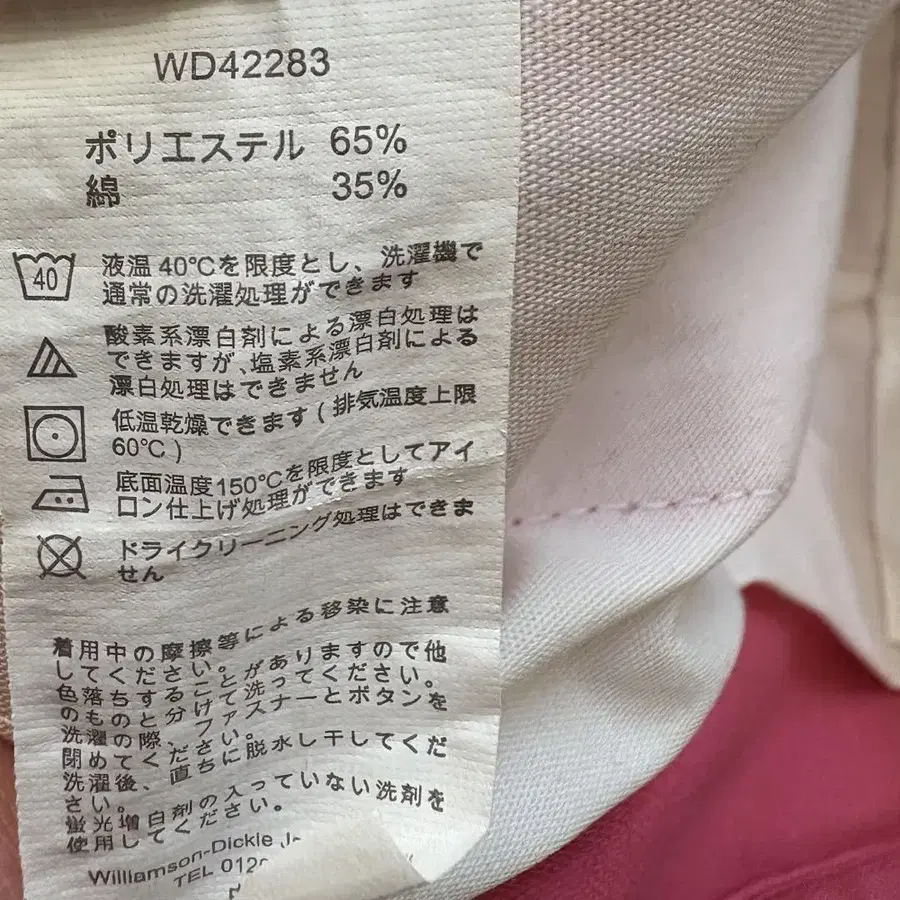 WD42283
ポリエステル 65%
綿 35%
40 液温40℃を限度とし、洗濯機で
通常の洗濯処理ができます
酸素系漂白剤による漂白処理は
できますが、塩素系漂白剤による
漂白処理はできません
低温乾燥できます(排気温度上限
60℃)
底面温度150℃を限度としてアイ
ロン仕上げ処理ができます
ドライクリーニング処理はできま
せん
着用中の摩擦等による移染に注意
してください。
色落ちすることがありますので他
のものと分けて洗ってください。
洗濯の際、ファスナーとボタンを
閉めてください。
洗濯後、直ちに脱水し干してくだ
さい。
蛍光増白剤の入っていない洗剤を
使用してください。
Williamson-Dickie
TEL